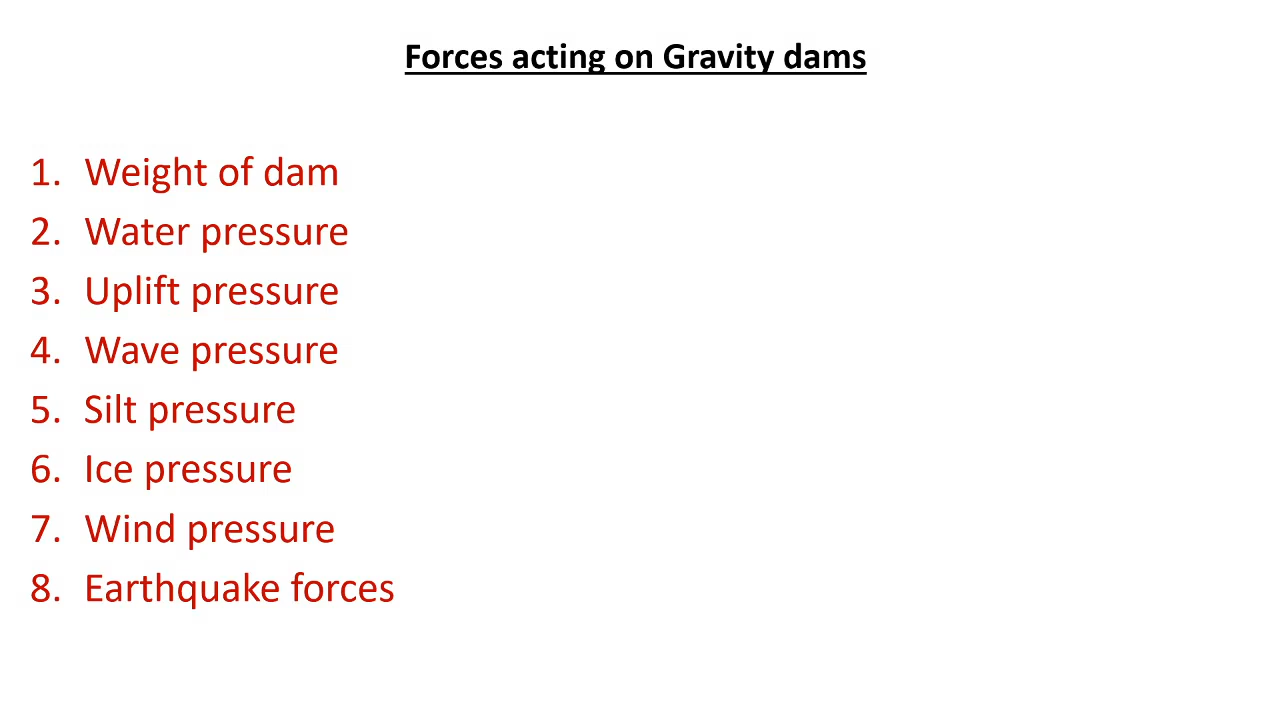 Forces acting on Gravity dams
1. Weight of dam
2. Water pressure
3. Uplift pressure
4. Wave pressure
5. Silt pressure
6. Ice pressure
7. Wind pressure
8. Earthquake forces